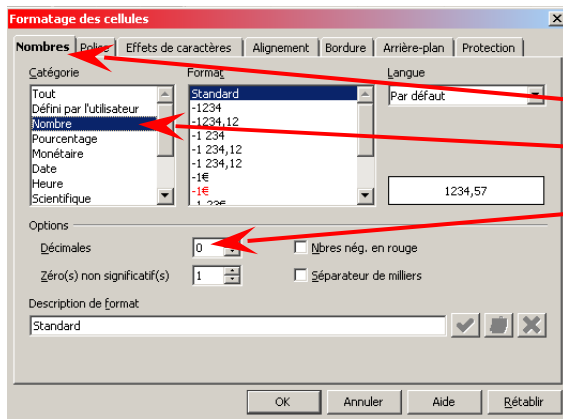 Formatage des cellules
Nombres Police Effets de caractères Alignement Bordure Arrière-plan Protection
Catégorie Format Langue
Tout
Défini par l'utilisateur
Nombre
Pourcentage
Monétaire
Date
Heure
Scientifique
Standard
-1234
-1234,12
-1 234
-1 234,12
-1 234,12
-1€
-1€
-1 23€
Par défaut
1234,57
Options
Décimales 0 Nbres nég. en rouge
Zéro(s) non significatif(s) 1 Séparateur de milliers
Description de format
Standard
OK Annuler Aide Rétablir